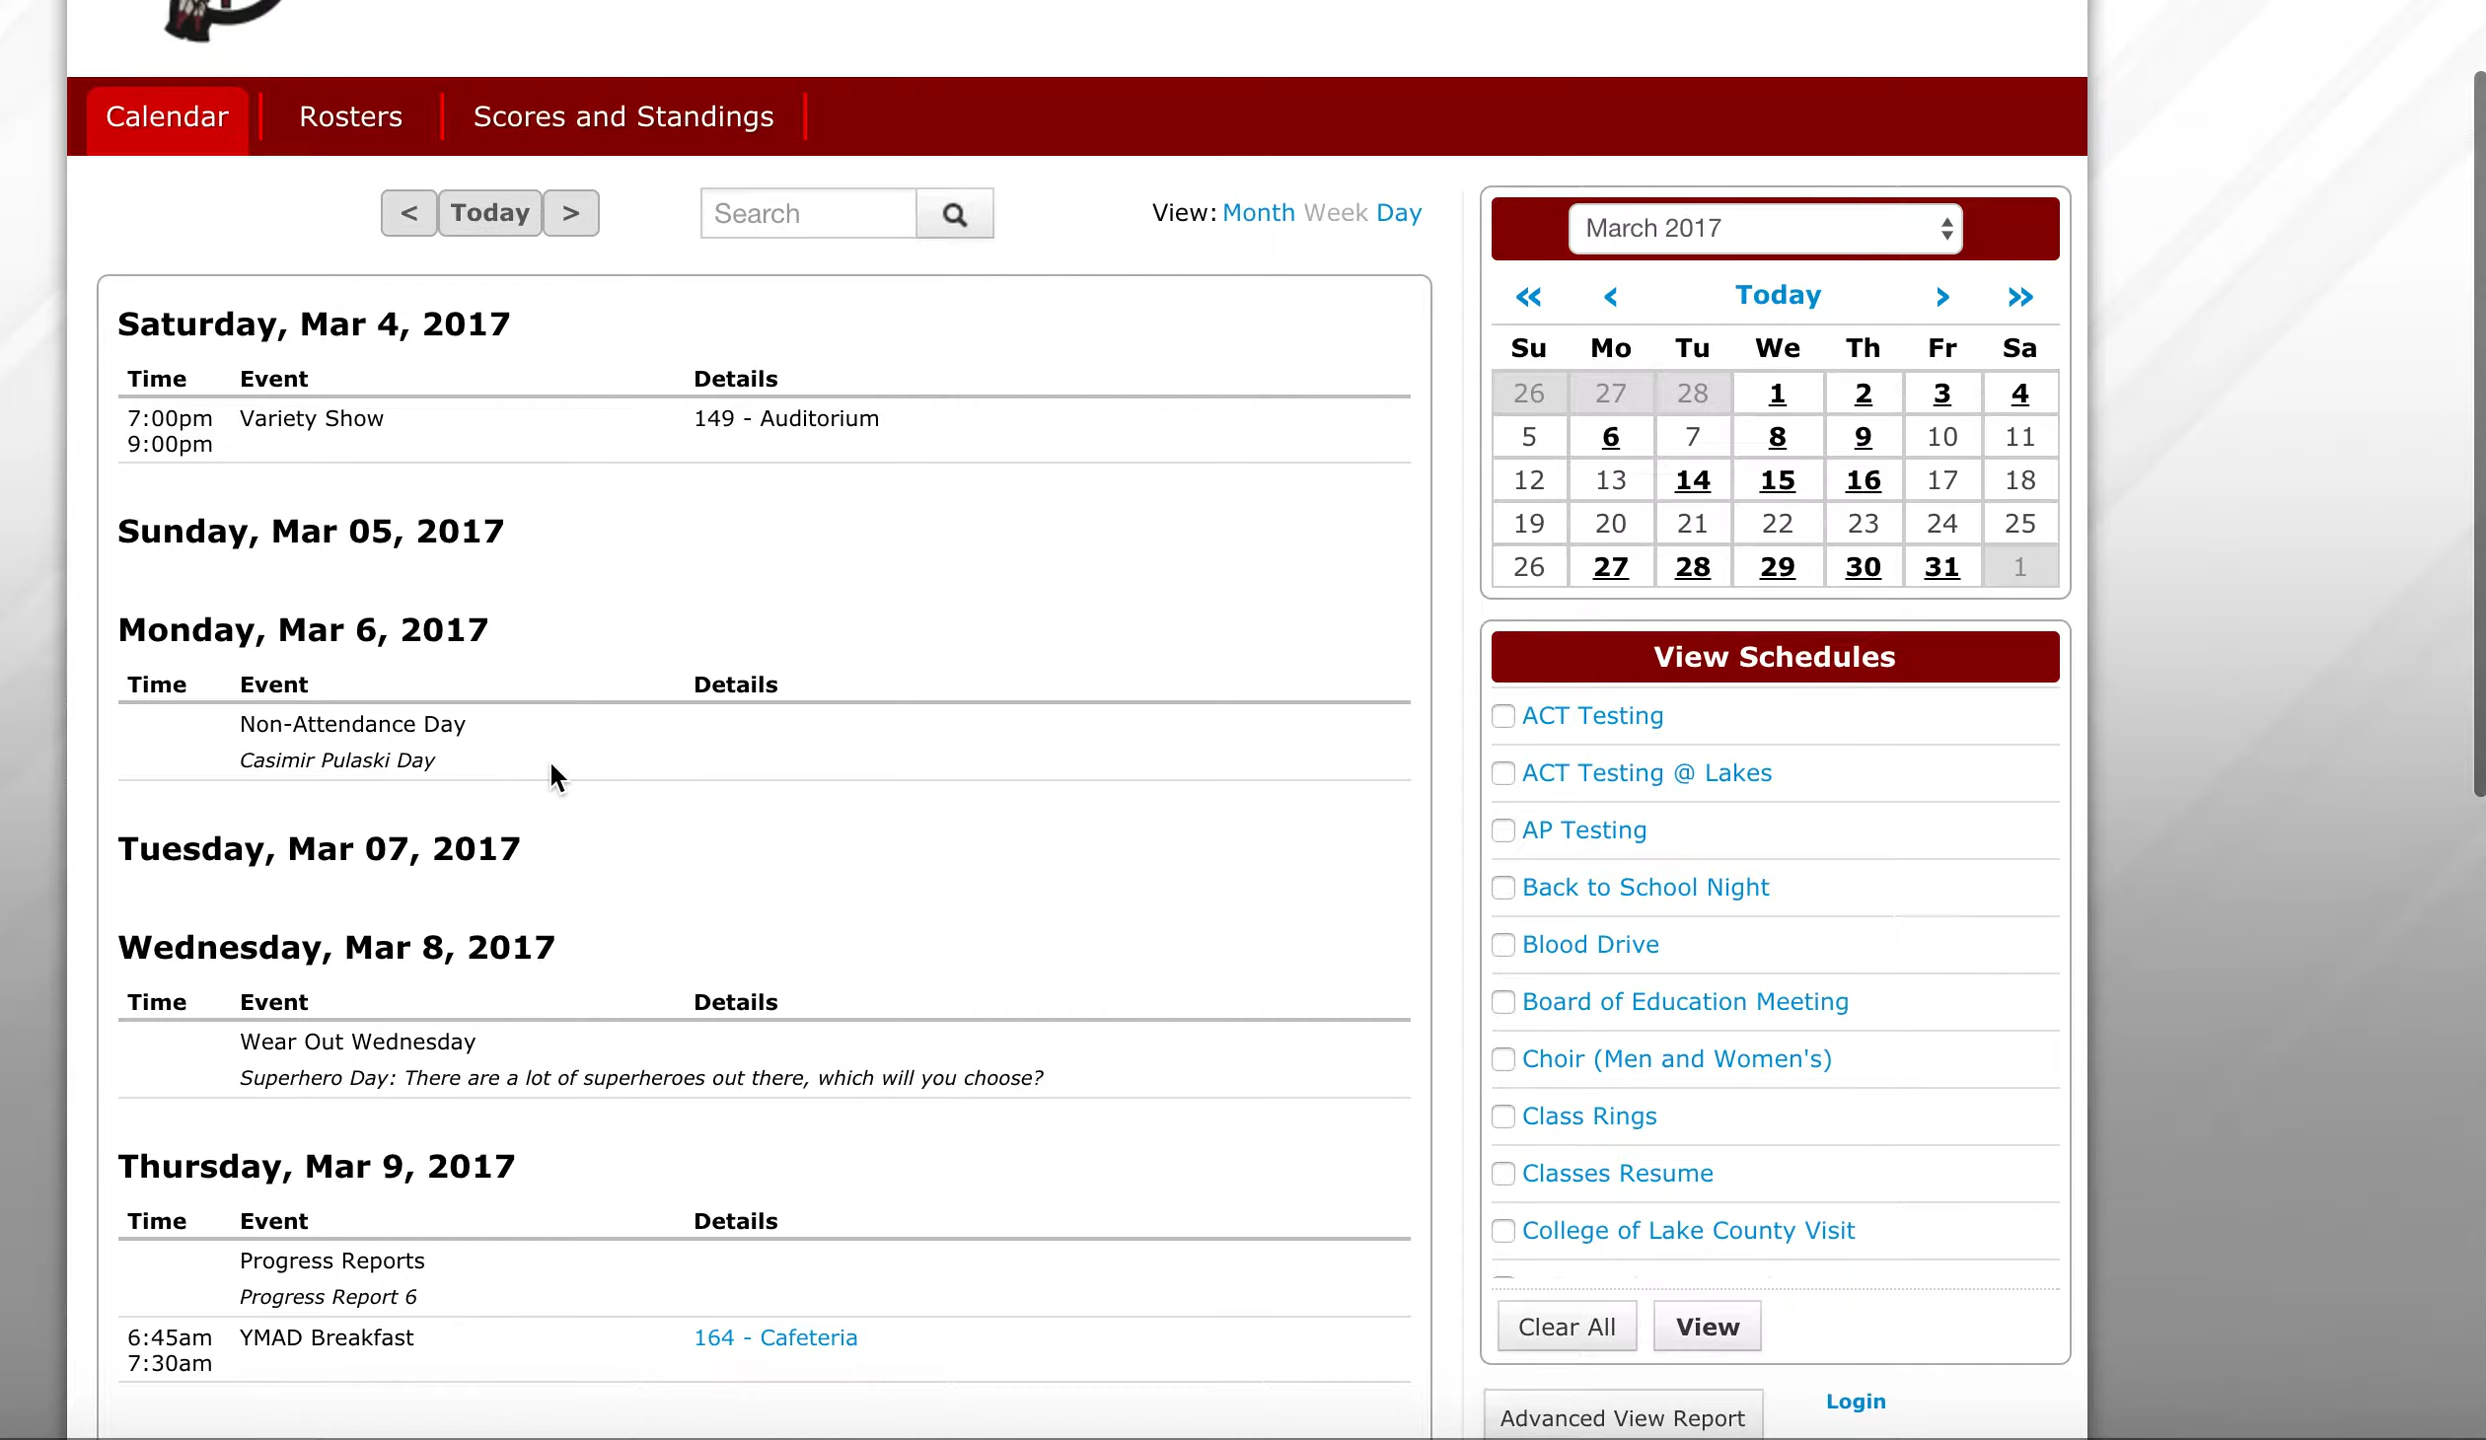 Calendar
Rosters
Scores and Standings
< Today >
Search
View: Month Week Day
Saturday, Mar 4, 2017
Time Event Details
7:00pm Variety Show 149 - Auditorium
9:00pm
Sunday, Mar 05, 2017
Monday, Mar 6, 2017
Time Event Details
Non-Attendance Day
Casimir Pulaski Day
Tuesday, Mar 07, 2017
Wednesday, Mar 8, 2017
Time Event Details
Wear Out Wednesday
Superhero Day: There are a lot of superheroes out there, which will you choose?
Thursday, Mar 9, 2017
Time Event Details
Progress Reports
Progress Report 6
6:45am YMAD Breakfast 164 - Cafeteria
7:30am
March 2017
« ‹ Today › »
Su Mo Tu We Th Fr Sa
26 27 28 1 2 3 4
5 6 7 8 9 10 11
12 13 14 15 16 17 18
19 20 21 22 23 24 25
26 27 28 29 30 31 1
View Schedules
ACT Testing
ACT Testing @ Lakes
AP Testing
Back to School Night
Blood Drive
Board of Education Meeting
Choir (Men and Women's)
Class Rings
Classes Resume
College of Lake County Visit
Clear All View
Advanced View Report
Login